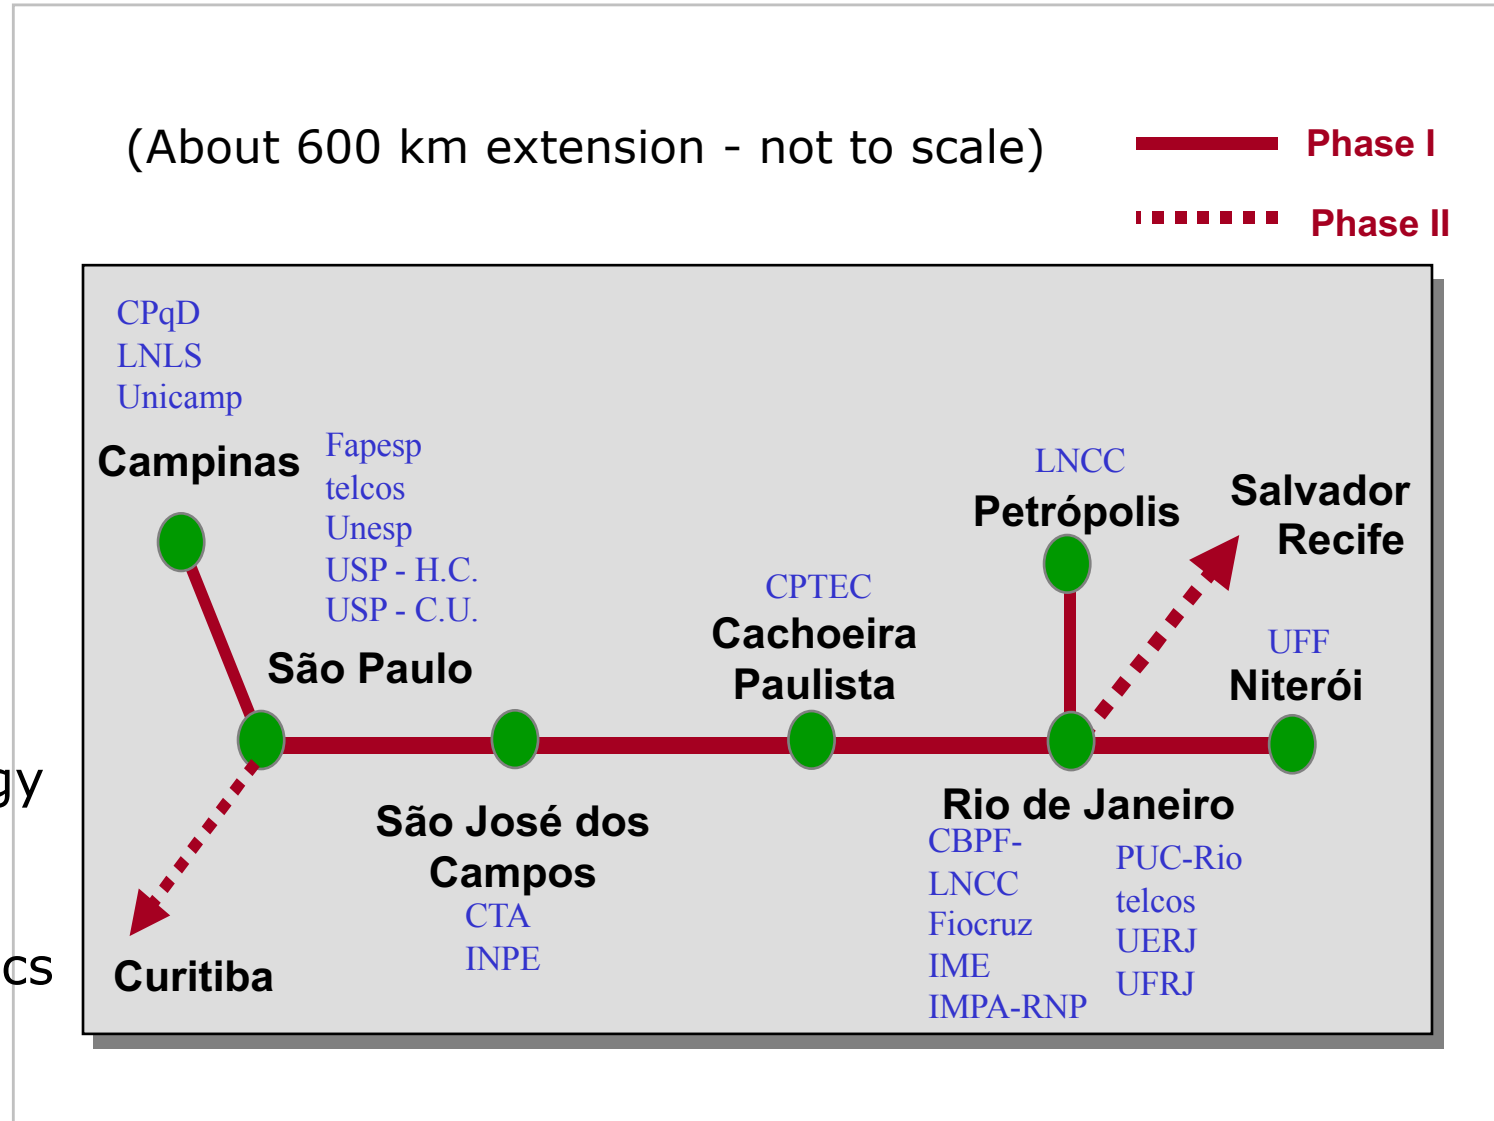 (About 600 km extension - not to scale)
Phase I
Phase II
CPqD
LNLS
Unicamp
Campinas
Fapesp
telcos
Unesp
USP - H.C.
USP - C.U.
São Paulo
LNCC
Petrópolis
Salvador
Recife
CPTEC
Cachoeira
Paulista
UFF
Niterói
gy
São José dos
Campos
CTA
INPE
Rio de Janeiro
CBPF-
LNCC
Fiocruz
IME
IMPA-RNP
PUC-Rio
telcos
UERJ
UFRJ
cs
Curitiba